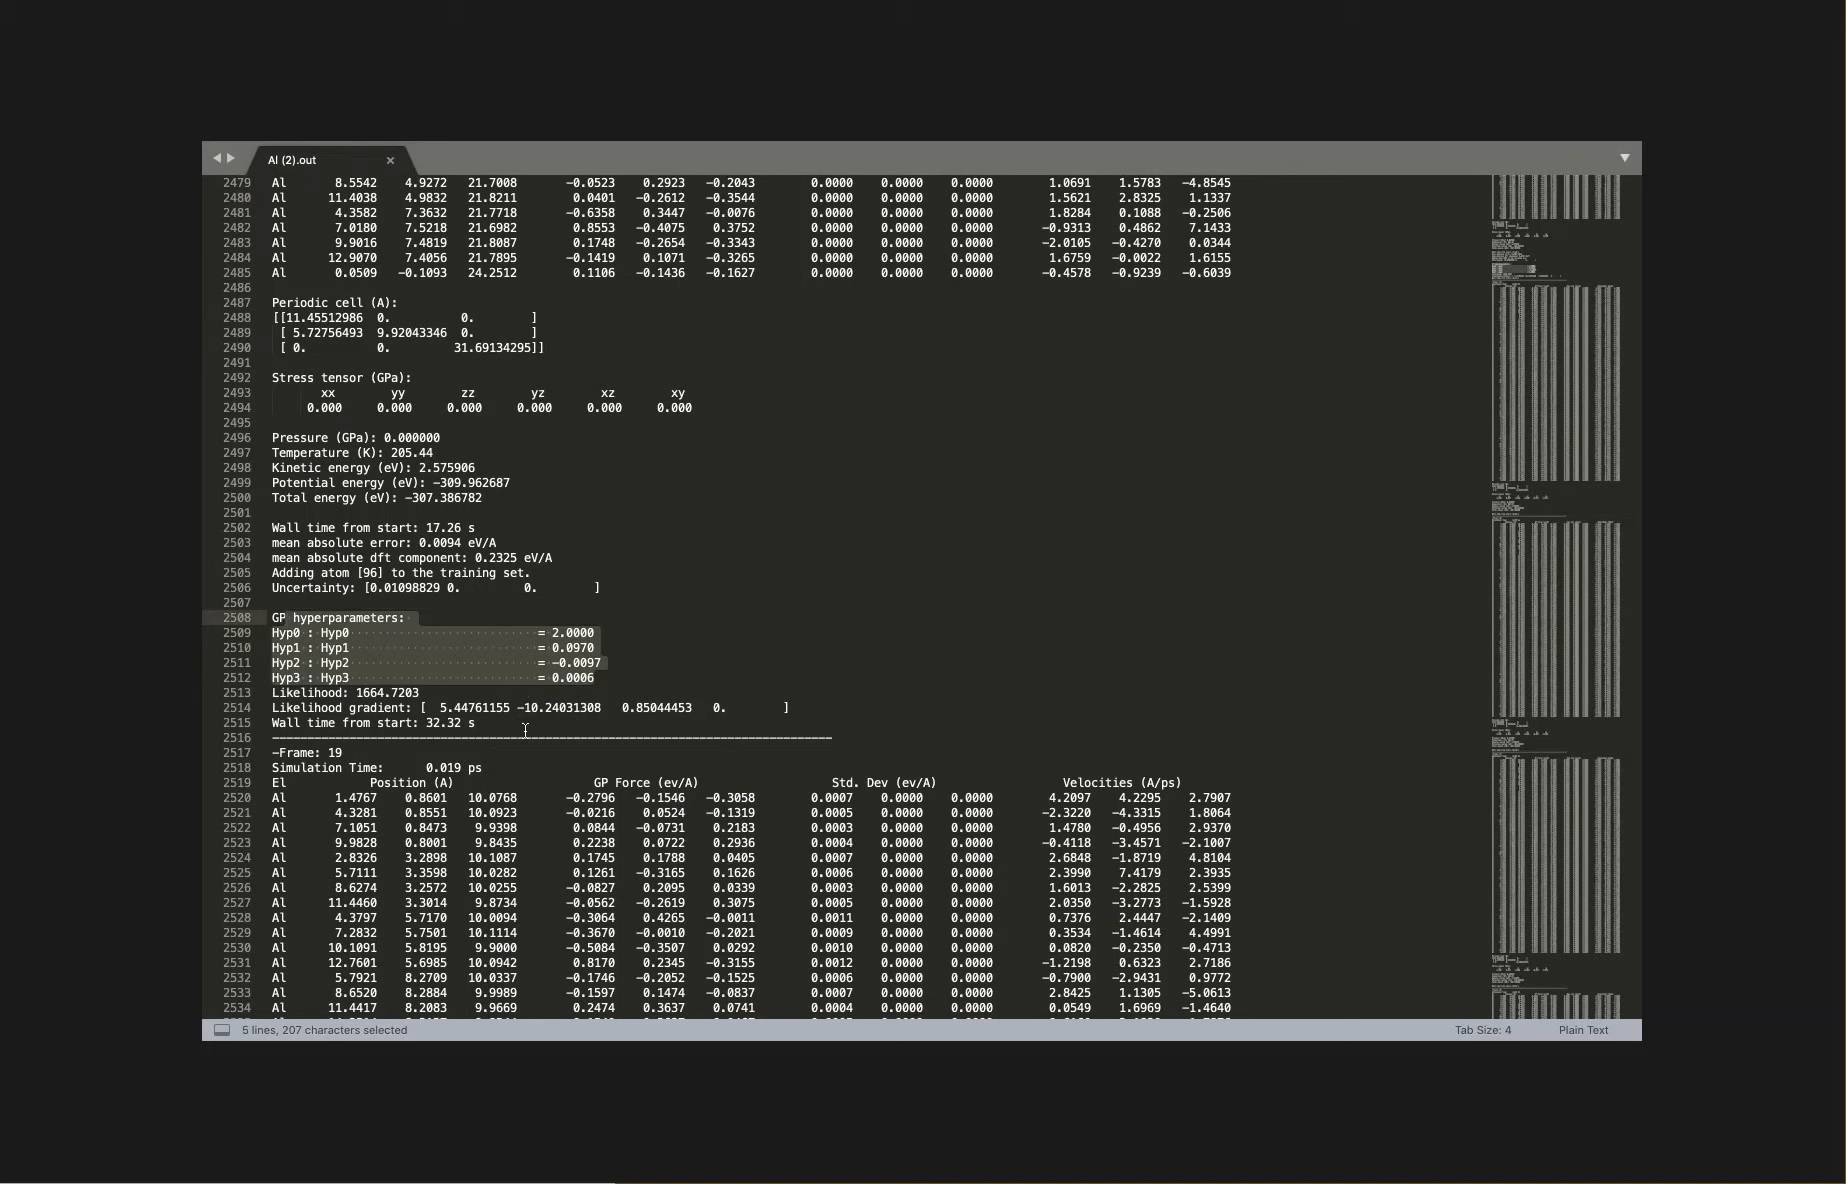 Al (2).out ×
2479 Al 8.5542 4.9272 21.7008 −0.0523 0.2923 −0.2043 0.0000 0.0000 0.0000 1.0691 1.5783 −4.8545
2480 Al 11.4038 4.9832 21.8211 0.0401 −0.2612 −0.3544 0.0000 0.0000 0.0000 1.5621 2.8325 1.1337
2481 Al 4.3582 7.3632 21.7718 −0.6358 0.3447 −0.0076 0.0000 0.0000 0.0000 1.8284 0.1088 −0.2506
2482 Al 7.0180 7.5218 21.6982 0.8553 −0.4075 0.3752 0.0000 0.0000 0.0000 −0.9313 0.4862 7.1433
2483 Al 9.9016 7.4819 21.8087 0.1748 −0.2654 −0.3343 0.0000 0.0000 0.0000 −2.0105 −0.4270 0.0344
2484 Al 12.9070 7.4056 21.7895 −0.1419 0.1071 −0.3265 0.0000 0.0000 0.0000 1.6759 −0.0022 1.6155
2485 Al 0.0509 −0.1093 24.2512 0.1106 −0.1436 −0.1627 0.0000 0.0000 0.0000 −0.4578 −0.9239 −0.6039
2486
2487 Periodic cell (A):
2488 [[11.45512986 0. 0. ]
2489 [ 5.72756493 9.92043346 0. ]
2490 [ 0. 0. 31.69134295]]
2491
2492 Stress tensor (GPa):
2493 xx yy zz yz xz xy
2494 0.000 0.000 0.000 0.000 0.000 0.000
2495
2496 Pressure (GPa): 0.000000
2497 Temperature (K): 205.44
2498 Kinetic energy (eV): 2.575906
2499 Potential energy (eV): −309.962687
2500 Total energy (eV): −307.386782
2501
2502 Wall time from start: 17.26 s
2503 mean absolute error: 0.0094 eV/A
2504 mean absolute dft component: 0.2325 eV/A
2505 Adding atom [96] to the training set.
2506 Uncertainty: [0.01098829 0. 0. ]
2507
2508 GP hyperparameters:
2509 Hyp0 : Hyp0 = 2.0000
2510 Hyp1 : Hyp1 = 0.0970
2511 Hyp2 : Hyp2 = −0.0097
2512 Hyp3 : Hyp3 = 0.0006
2513 Likelihood: 1664.7203
2514 Likelihood gradient: [ 5.44761155 −10.24031308 0.85044453 0. ]
2515 Wall time from start: 32.32 s
2516 --------------------------------------------------------------------------------
2517 −Frame: 19
2518 Simulation Time: 0.019 ps
2519 El Position (A) GP Force (ev/A) Std. Dev (ev/A) Velocities (A/ps)
2520 Al 1.4767 0.8601 10.0768 −0.2796 −0.1546 −0.3058 0.0007 0.0000 0.0000 4.2097 4.2295 2.7907
2521 Al 4.3281 0.8551 10.0923 −0.0216 0.0524 −0.1319 0.0005 0.0000 0.0000 −2.3220 −4.3315 1.8064
2522 Al 7.1051 0.8473 9.9398 0.0844 −0.0731 0.2183 0.0003 0.0000 0.0000 1.4780 −0.4956 2.9370
2523 Al 9.9828 0.8001 9.8435 0.2238 0.0722 0.2936 0.0004 0.0000 0.0000 −0.4118 −3.4571 −2.1007
2524 Al 2.8326 3.2898 10.1087 0.1745 0.1788 0.0405 0.0007 0.0000 0.0000 2.6848 −1.8719 4.8104
2525 Al 5.7111 3.3598 10.0282 0.1261 −0.3165 0.1626 0.0006 0.0000 0.0000 2.3990 7.4179 2.3935
2526 Al 8.6274 3.2572 10.0255 −0.0827 0.2095 0.0339 0.0003 0.0000 0.0000 1.6013 −2.2825 2.5399
2527 Al 11.4460 3.3014 9.8734 −0.0562 −0.2619 0.3075 0.0005 0.0000 0.0000 2.0350 −3.2773 −1.5928
2528 Al 4.3797 5.7170 10.0094 −0.3064 0.4265 −0.0011 0.0011 0.0000 0.0000 0.7376 2.4447 −2.1409
2529 Al 7.2832 5.7501 10.1114 −0.3670 −0.0010 −0.2021 0.0009 0.0000 0.0000 0.3534 −1.4614 4.4991
2530 Al 10.1091 5.8195 9.9000 −0.5084 −0.3507 0.0292 0.0010 0.0000 0.0000 0.0820 −0.2350 −0.4713
2531 Al 12.7601 5.6985 10.0942 0.8170 0.2345 −0.3155 0.0012 0.0000 0.0000 −1.2198 0.6323 2.7186
2532 Al 5.7921 8.2709 10.0337 −0.1746 −0.2052 −0.1525 0.0006 0.0000 0.0000 −0.7900 −2.9431 0.9772
2533 Al 8.6520 8.2884 9.9989 −0.1597 0.1474 −0.0837 0.0007 0.0000 0.0000 2.8425 1.1305 −5.0613
2534 Al 11.4417 8.2083 9.9669 0.2474 0.3637 0.0741 0.0004 0.0000 0.0000 0.0549 1.6969 −1.4640
5 lines, 207 characters selected Tab Size: 4 Plain Text